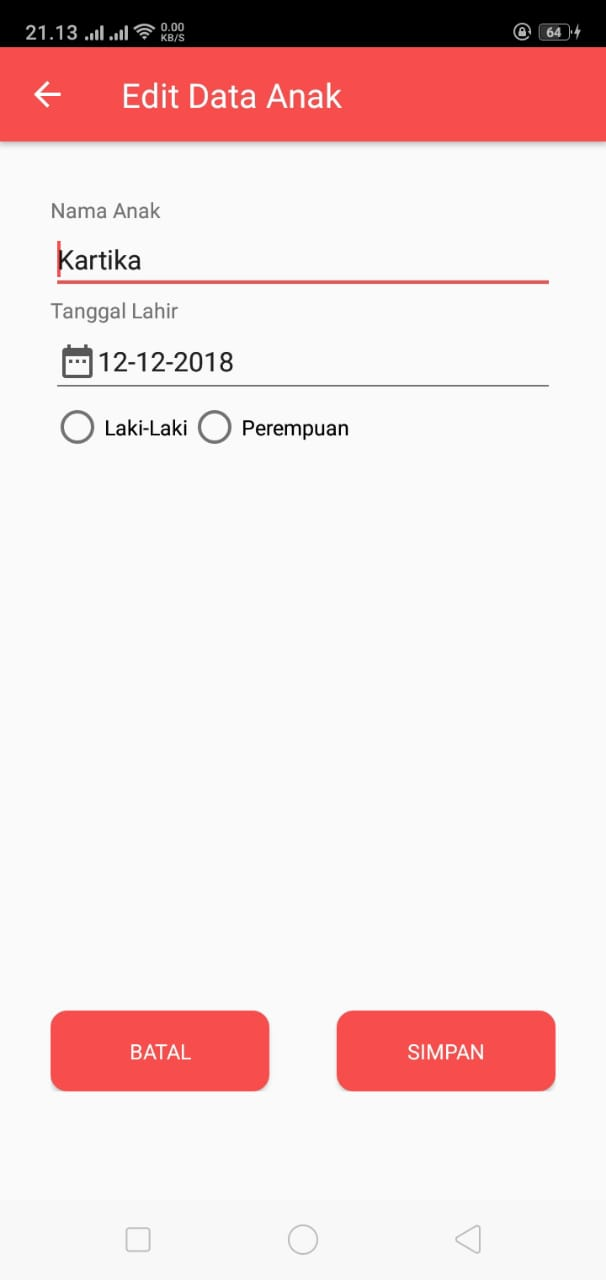 21.13 0.00 KB/S 64
Edit Data Anak
Nama Anak
Kartika
Tanggal Lahir
12-12-2018
Laki-Laki Perempuan
BATAL SIMPAN